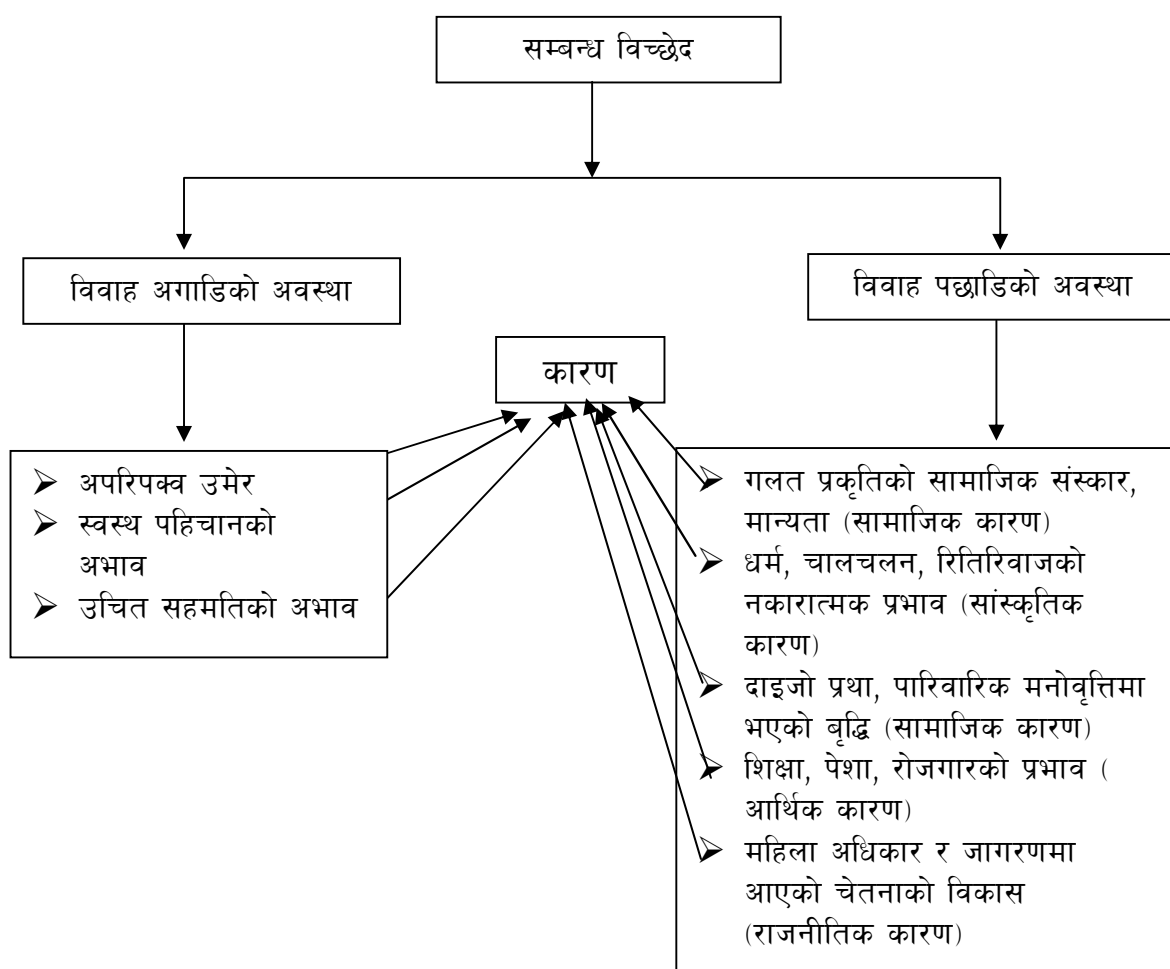 सम्बन्ध विच्छेद
विवाह अगाडिको अवस्था
विवाह पछाडिको अवस्था
कारण
अपरिपक्व उमेर
स्वस्थ पहिचानको
अभाव
उचित सहमतिको अभाव
गलत प्रकृतिको सामाजिक संस्कार,
मान्यता (सामाजिक कारण)
धर्म, चालचलन, रितिरिवाजको
नकारात्मक प्रभाव (सांस्कृतिक
कारण)
दाइजो प्रथा, पारिवारिक मनोवृत्तिमा
भएको बृद्धि (सामाजिक कारण)
शिक्षा, पेशा, रोजगारको प्रभाव (
आर्थिक कारण)
महिला अधिकार र जागरणमा
आएको चेतनाको विकास
(राजनीतिक कारण)